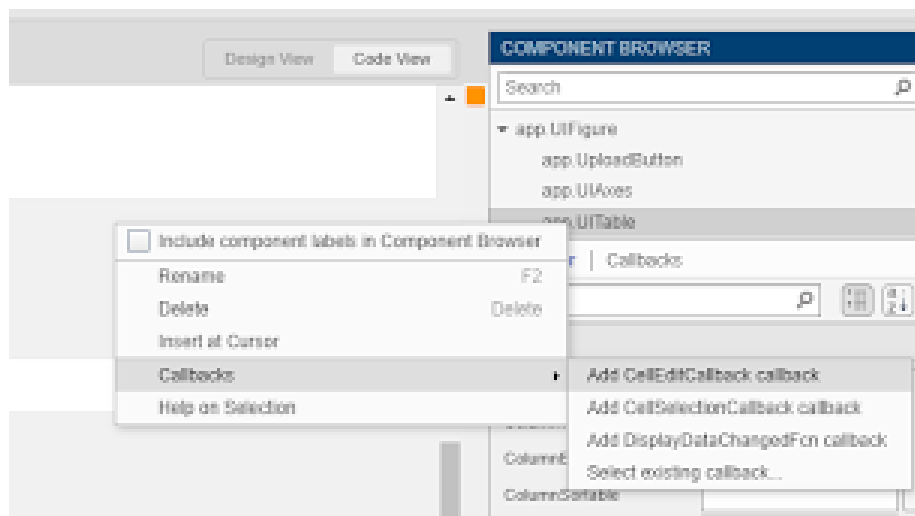 Design View Code View
COMPONENT BROWSER
Search
app.UIFigure
app.UploadButton
app.UIAxes
app.UITable
Include component labels in Component Browser
r | Callbacks
Rename F2
Delete Delete
Insert at Cursor
Callbacks
Add CellEditCallback callback
Help on Selection
Add CellSelectionCallback callback
Add DisplayDataChangedFcn callback
ColumnE
Select existing callback...
ColumnSortable